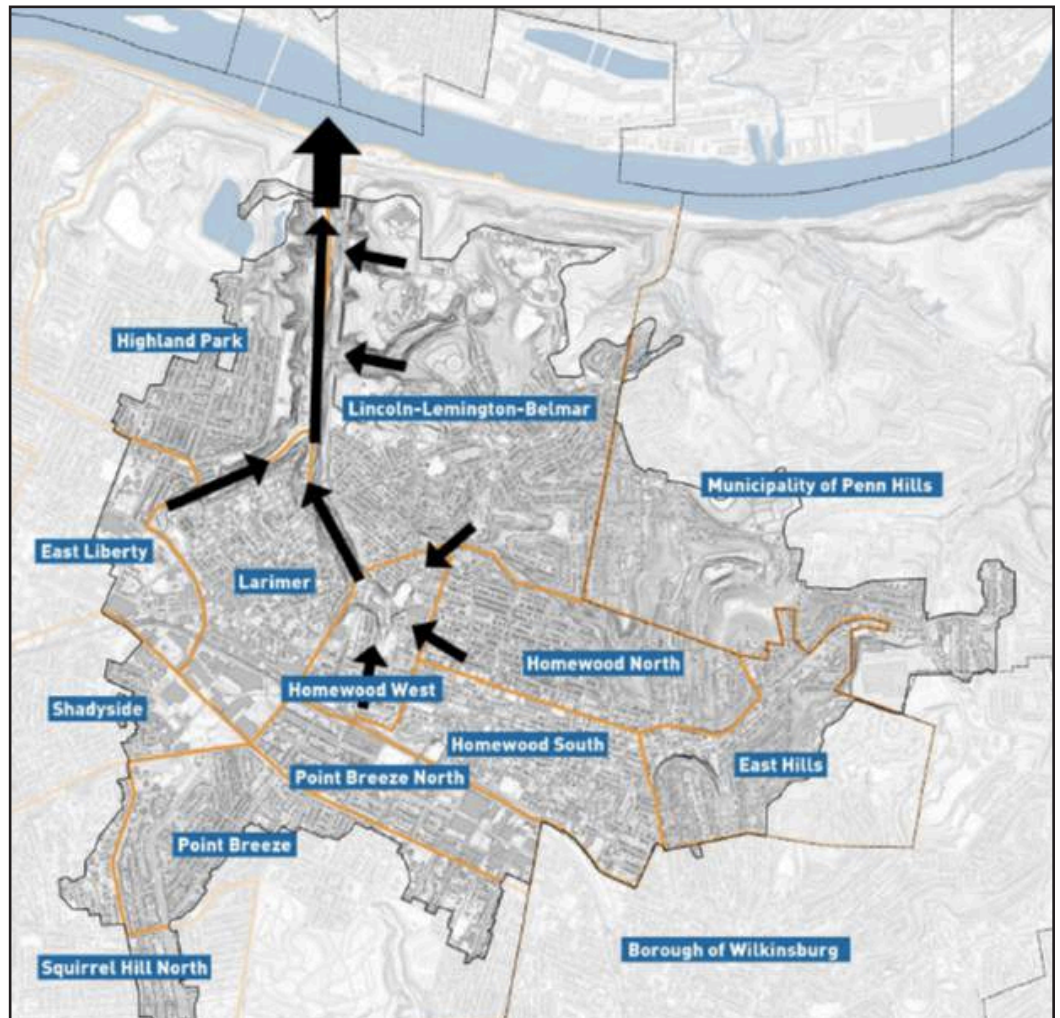 Highland Park
Lincoln-Lemington-Belmar
Municipality of Penn Hills
East Liberty
Larimer
Homewood North
Homewood West
Shadyside
Homewood South
East Hills
Point Breeze North
Point Breeze
Borough of Wilkinsburg
Squirrel Hill North